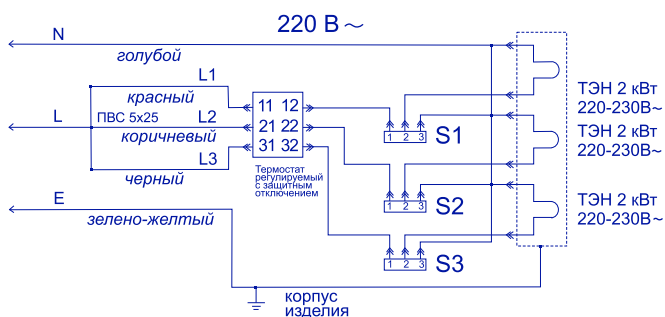 220 В ~
N
голубой
L1
красный
ПВС 5х25
L
L2
коричневый
L3
черный
11 12
21 22
31 32
Термостат
регулируемый
с защитным
отключением
E
зелено-желтый
корпус
изделия
1 2 3
S1
1 2 3
S2
1 2 3
S3
ТЭН 2 кВт
220-230В~
ТЭН 2 кВт
220-230В~
ТЭН 2 кВт
220-230В~